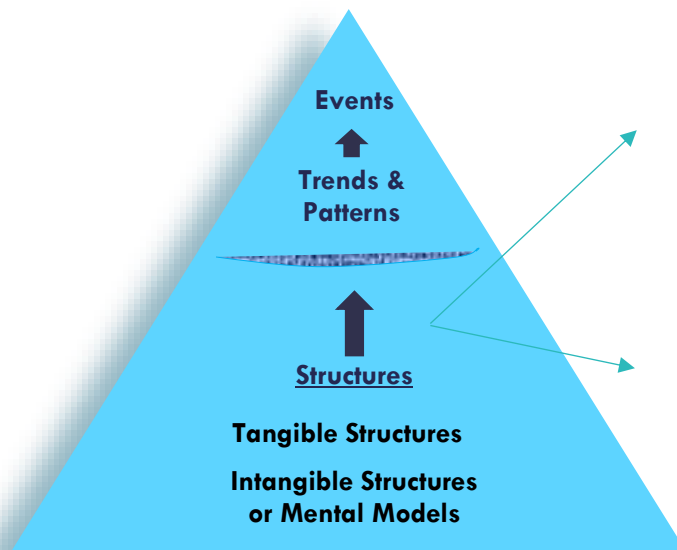 Events
Trends &
Patterns
Structures
Tangible Structures
Intangible Structures
or Mental Models